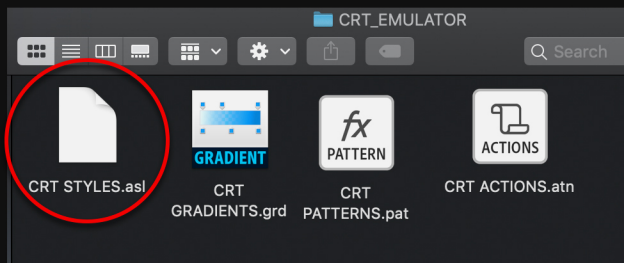 CRT_EMULATOR
Search
GRADIENT
fx
PATTERN
ACTIONS
CRT STYLES.asl
CRT
GRADIENTS.grd
CRT
PATTERNS.pat
CRT ACTIONS.atn